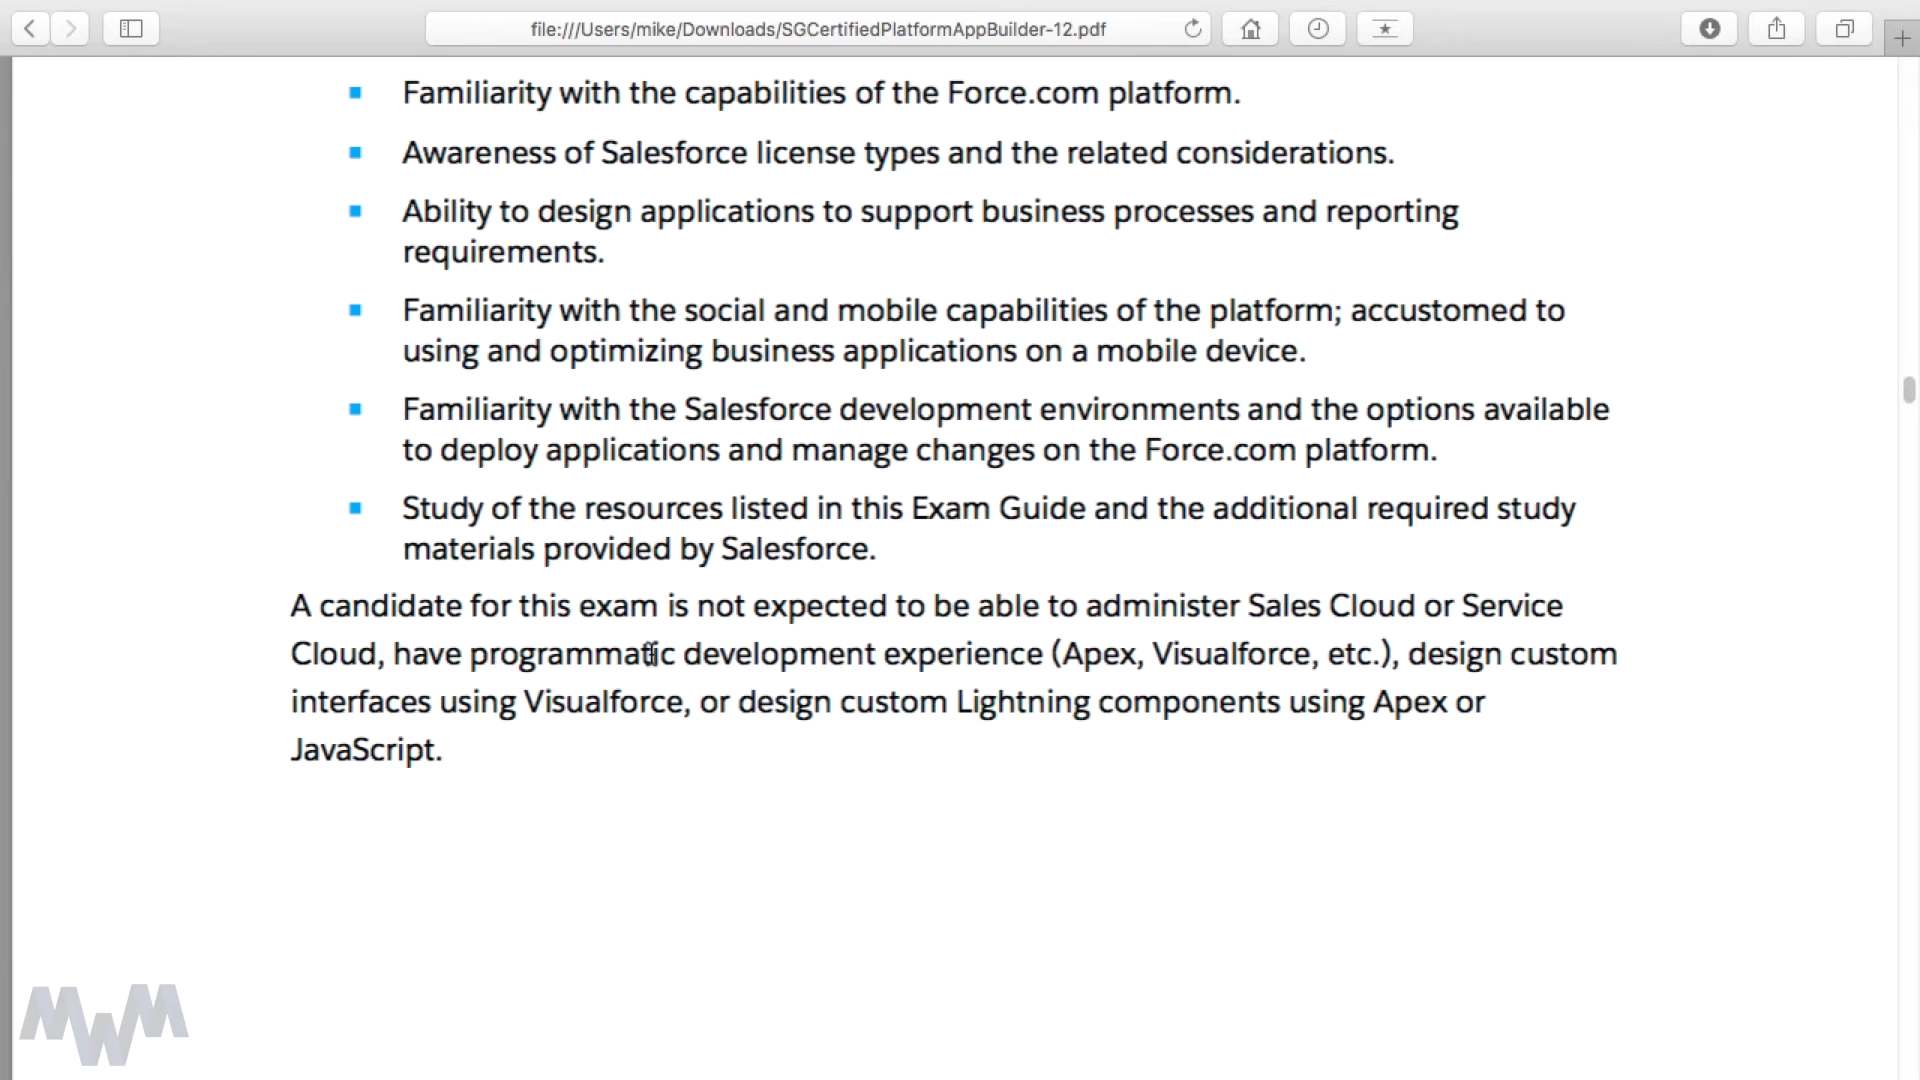 file:///Users/mike/Downloads/SGCertifiedPlatformAppBuilder-12.pdf
Familiarity with the capabilities of the Force.com platform.
Awareness of Salesforce license types and the related considerations.
Ability to design applications to support business processes and reporting
requirements.
Familiarity with the social and mobile capabilities of the platform; accustomed to
using and optimizing business applications on a mobile device.
Familiarity with the Salesforce development environments and the options available
to deploy applications and manage changes on the Force.com platform.
Study of the resources listed in this Exam Guide and the additional required study
materials provided by Salesforce.
A candidate for this exam is not expected to be able to administer Sales Cloud or Service
Cloud, have programmatic development experience (Apex, Visualforce, etc.), design custom
interfaces using Visualforce, or design custom Lightning components using Apex or
JavaScript.
MWM